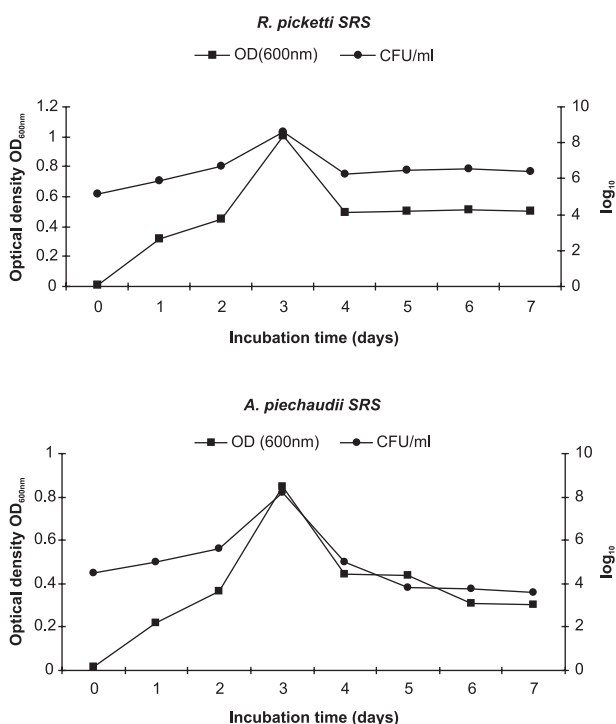 R. picketti SRS
OD(600nm) CFU/ml
1.2 10
1 8
0.8 6
0.6
0.4 4
0.2 2
0 0
Optical density OD600nm
log10
0 1 2 3 4 5 6 7
Incubation time (days)
A. piechaudii SRS
OD (600nm) CFU/ml
1 10
0.8 8
0.6 6
0.4 4
0.2 2
0 0
Optical density OD600nm
log10
0 1 2 3 4 5 6 7
Incubation time (days)